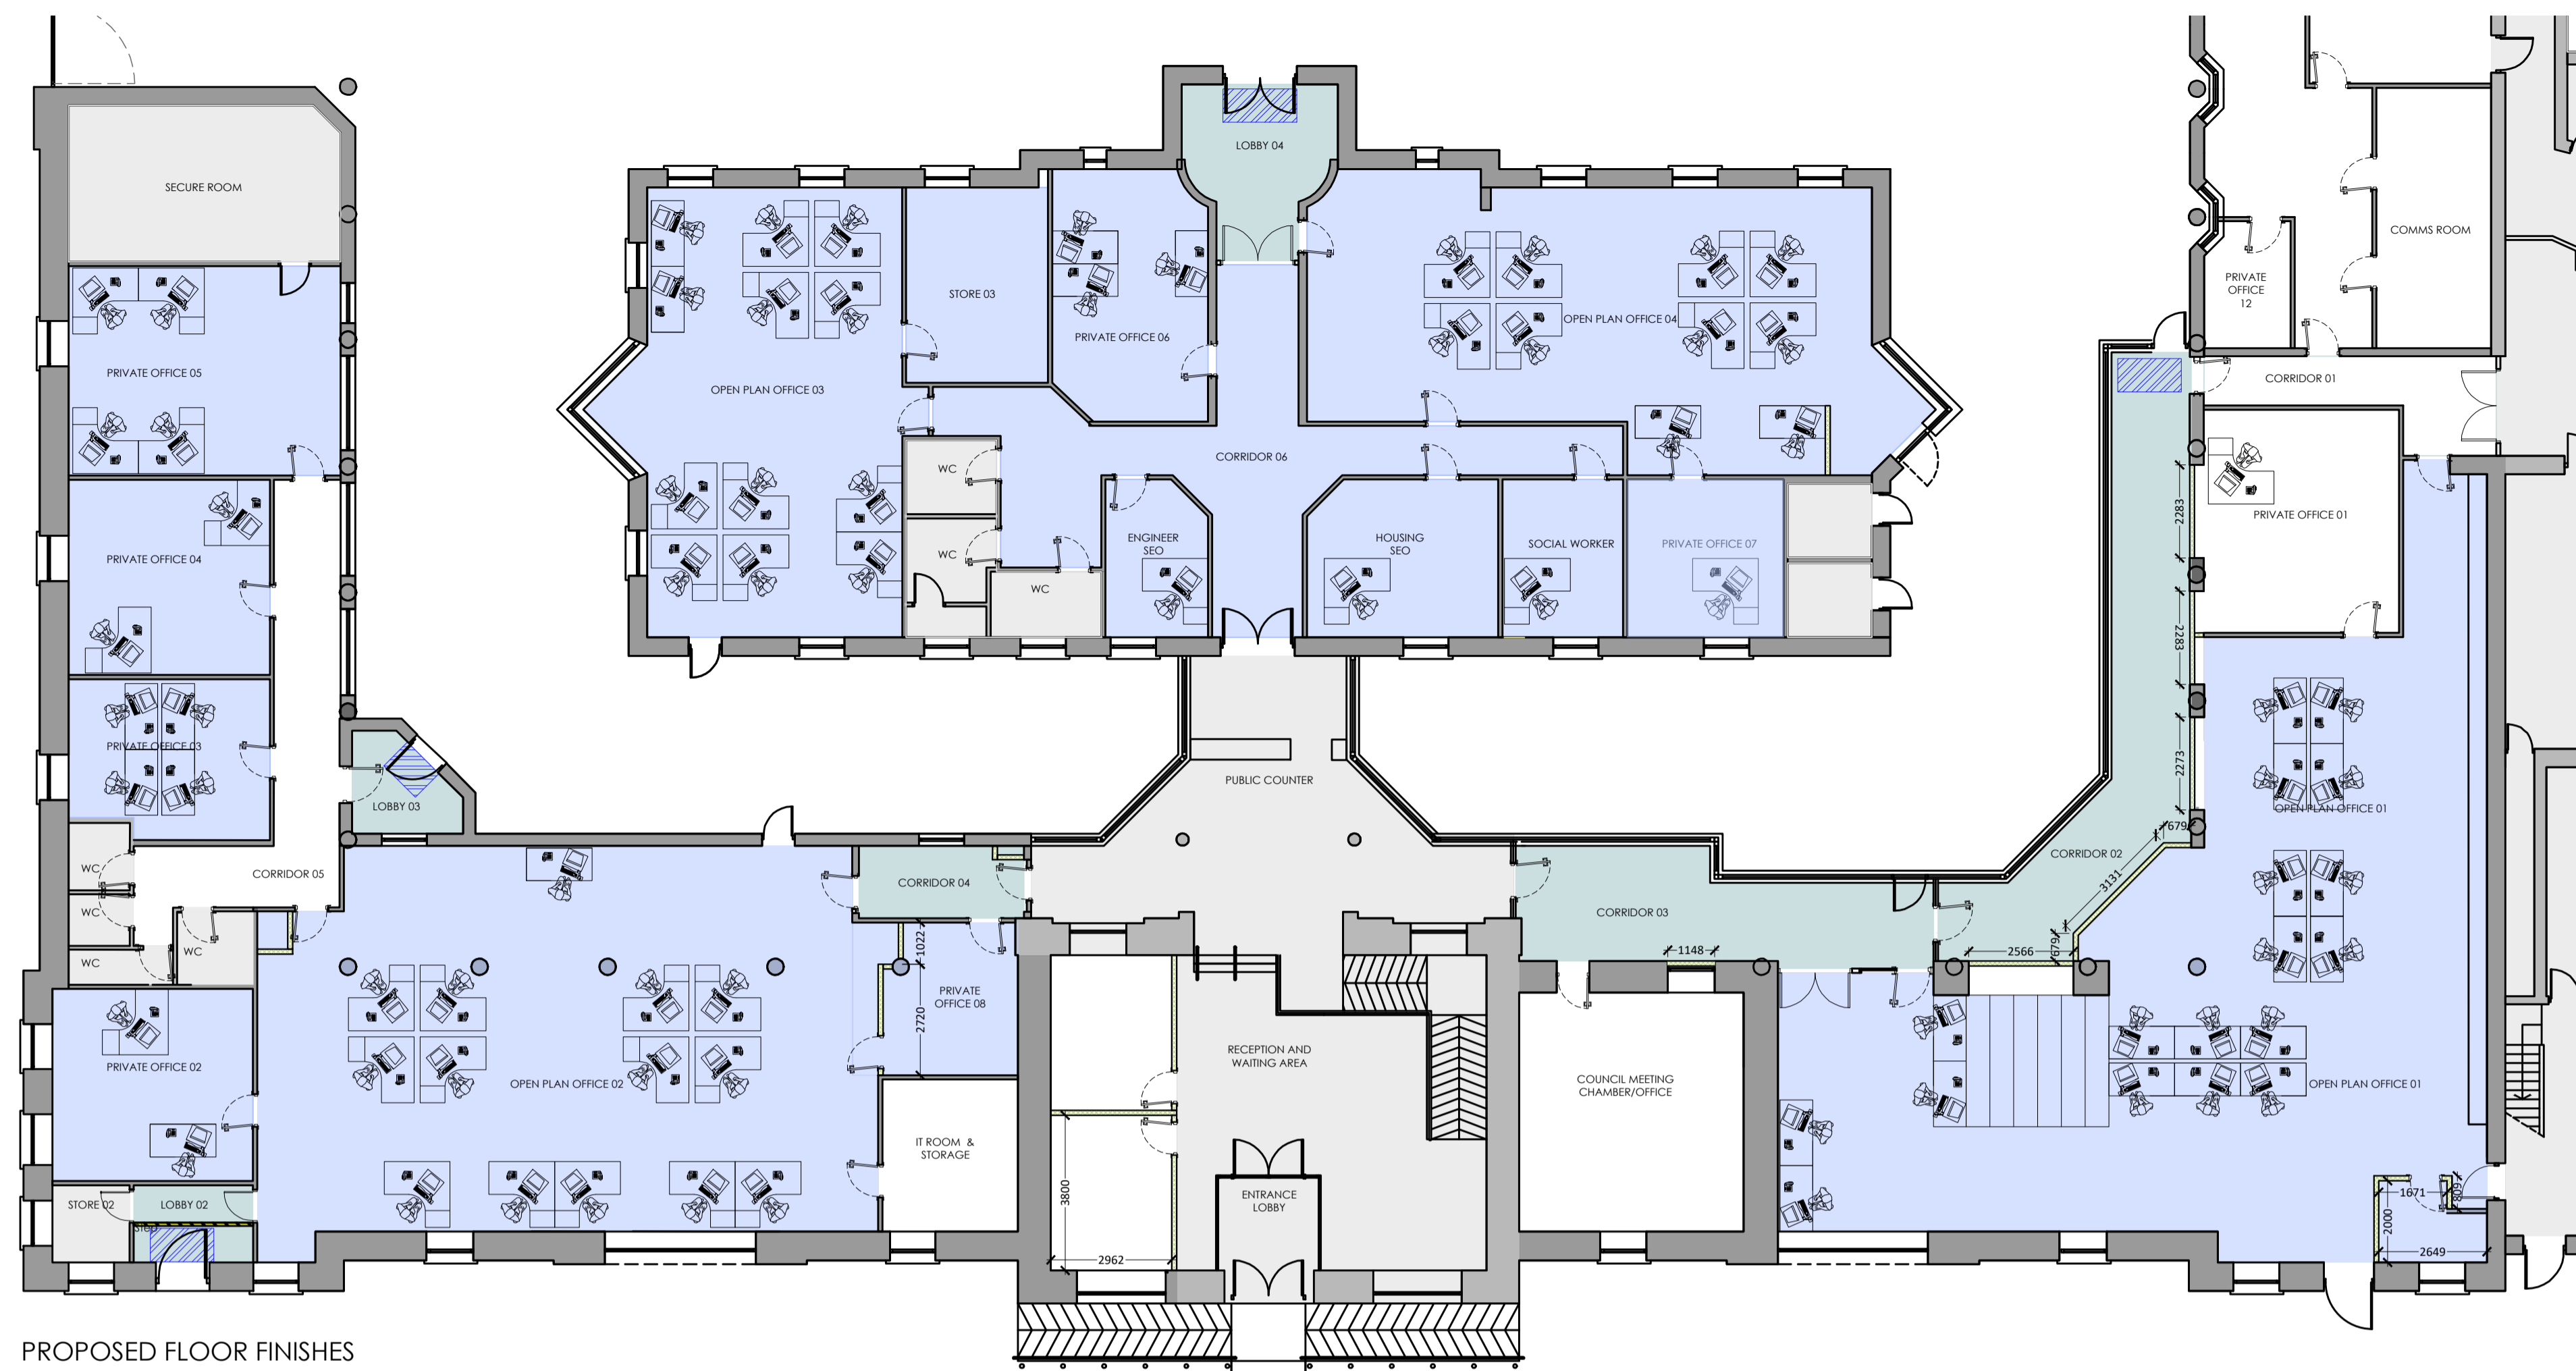 SECURE ROOM
PRIVATE OFFICE 05
PRIVATE OFFICE 04
PRIVATE OFFICE 03
LOBBY 03
WC
WC
WC
WC
CORRIDOR 05
PRIVATE OFFICE 02
STORE 02
LOBBY 02
Step
OPEN PLAN OFFICE 02
CORRIDOR 04
1022
2720
PRIVATE
OFFICE 08
IT ROOM &
STORAGE
OPEN PLAN OFFICE 03
STORE 03
PRIVATE OFFICE 06
LOBBY 04
OPEN PLAN OFFICE 04
CORRIDOR 06
WC
WC
WC
ENGINEER
SEO
HOUSING
SEO
SOCIAL WORKER
PRIVATE OFFICE 07
PUBLIC COUNTER
RECEPTION AND
WAITING AREA
3800
2962
ENTRANCE
LOBBY
CORRIDOR 03
1148
COUNCIL MEETING
CHAMBER/OFFICE
CORRIDOR 02
2566
679
3131
679
2273
2283
2283
PRIVATE
OFFICE
12
COMMS ROOM
CORRIDOR 01
PRIVATE OFFICE 01
OPEN PLAN OFFICE 01
OPEN PLAN OFFICE 01
1671
809
2000
2649
PROPOSED FLOOR FINISHES